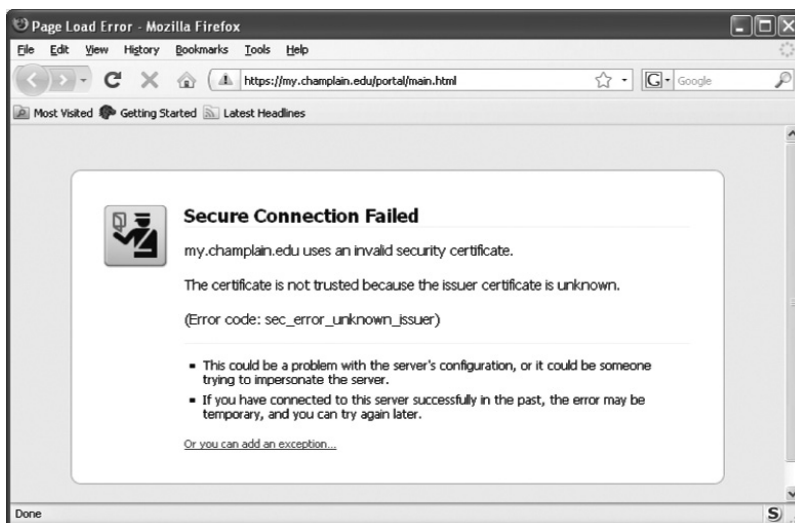 Page Load Error - Mozilla Firefox
File Edit View History Bookmarks Tools Help
https://my.champlain.edu/portal/main.html G Google
Most Visited Getting Started Latest Headlines
Secure Connection Failed
my.champlain.edu uses an invalid security certificate.
The certificate is not trusted because the issuer certificate is unknown.
(Error code: sec_error_unknown_issuer)
This could be a problem with the server's configuration, or it could be someone
trying to impersonate the server.
If you have connected to this server successfully in the past, the error may be
temporary, and you can try again later.
Or you can add an exception...
Done S